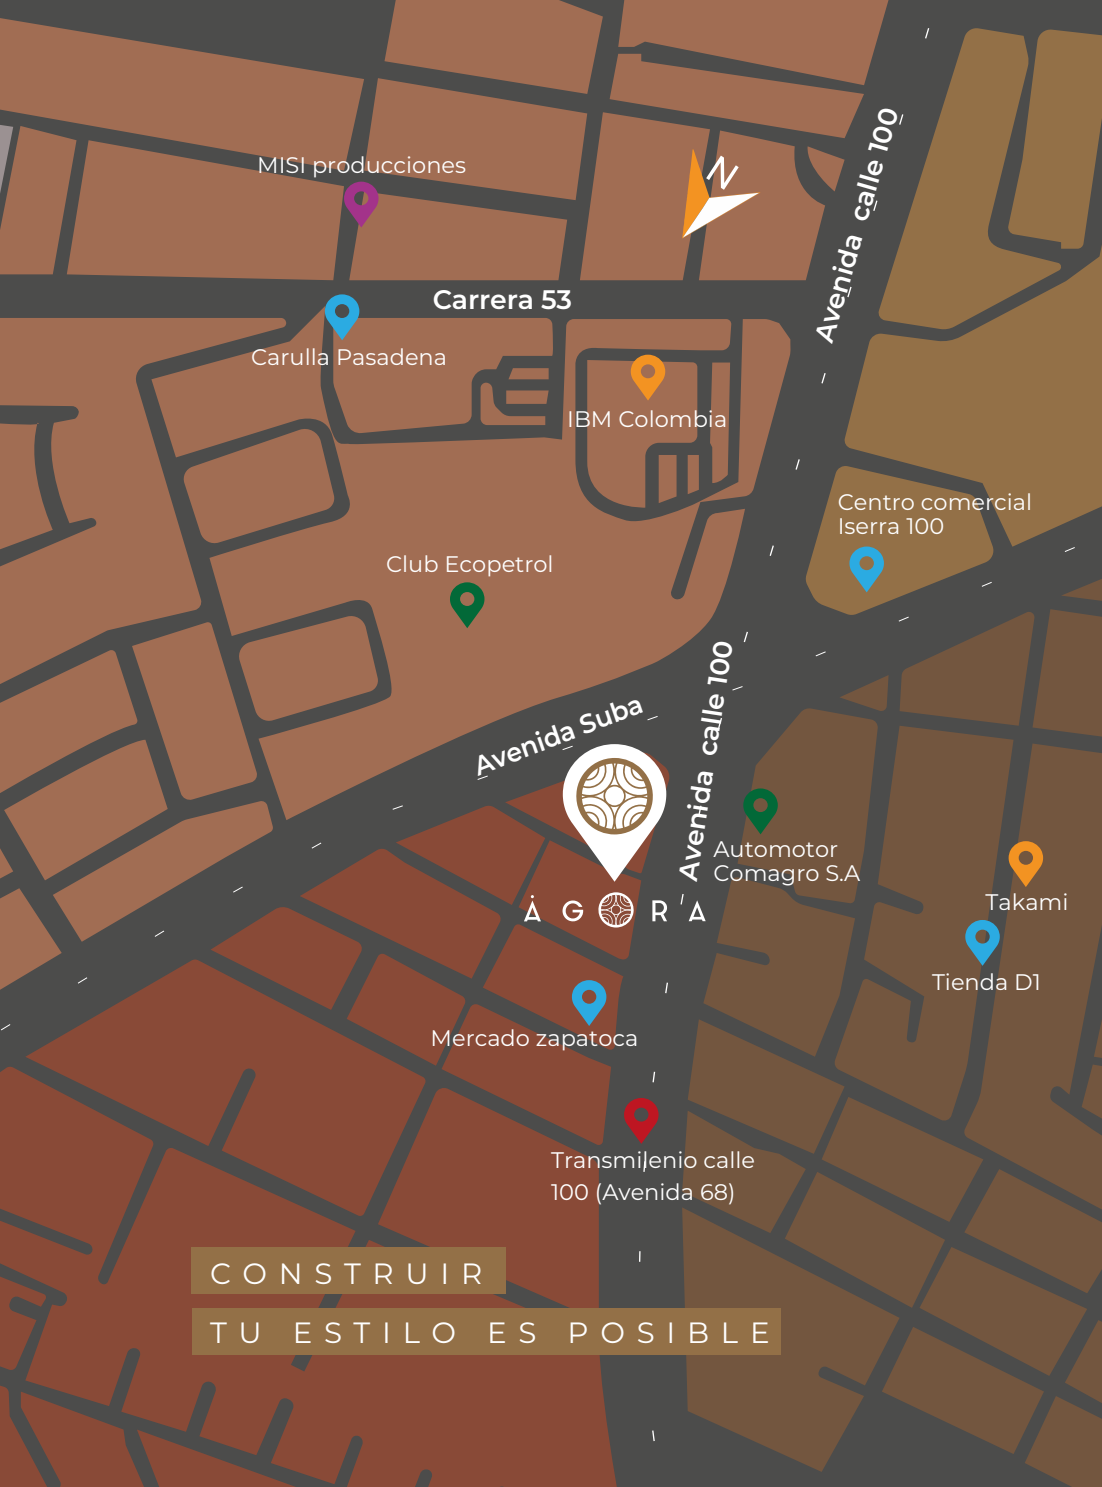 Avenida calle 100
MISI producciones
N
Carrera 53
Carulla Pasadena
IBM Colombia
Centro comercial
Iserra 100
Club Ecopetrol
Avenida calle 100
Avenida Suba
Automotor
Comagro S.A
Takami
ÁGORA
Tienda D1
Mercado zapatoca
Transmilenio calle
100 (Avenida 68)
CONSTRUIR
TU ESTILO ES POSIBLE